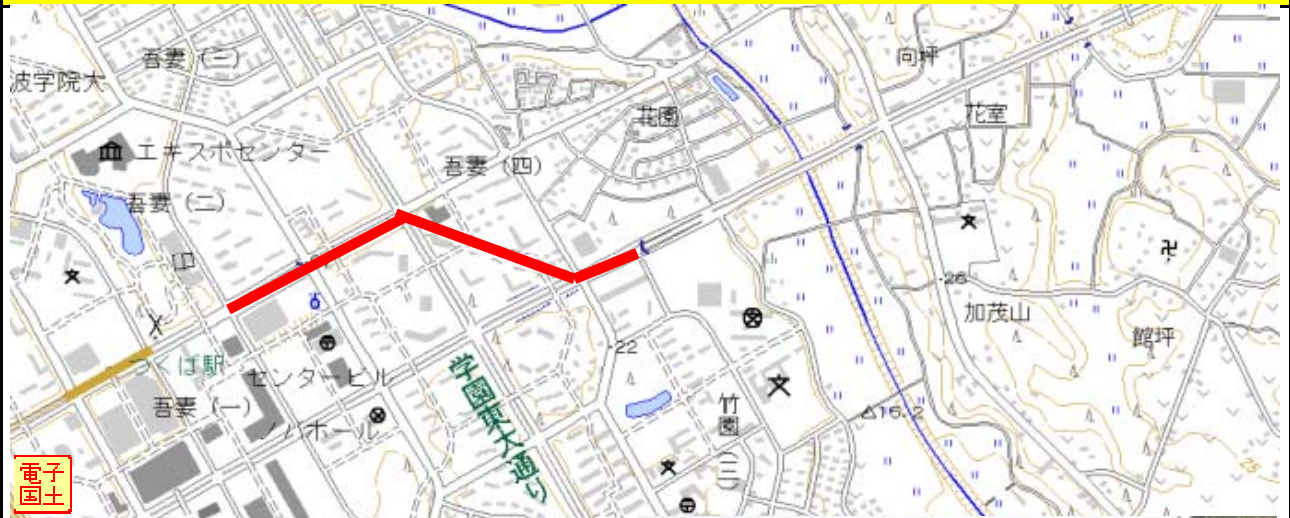 吾妻(三)
向坪
波学院大
花園
花室
エキスポセンター
吾妻(四)
吾妻(二)
26
加茂山
館坪
22
つくば駅
センタービル
学園東大通り
吾妻(一)
ノバホール
竹園(三)
16.2
25
電子
国土